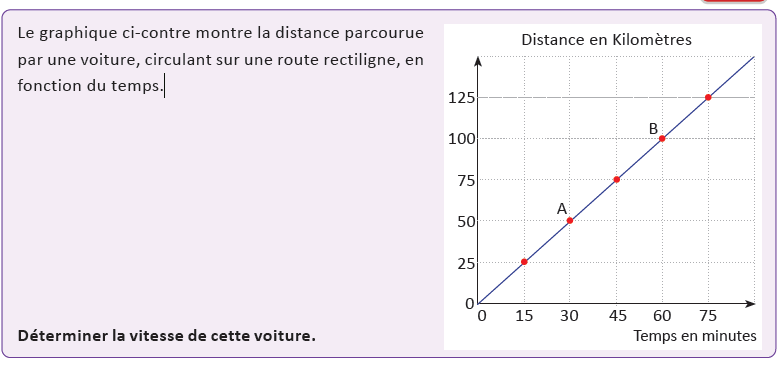 Le graphique ci-contre montre la distance parcourue
par une voiture, circulant sur une route rectiligne, en
fonction du temps.
Déterminer la vitesse de cette voiture.
Distance en Kilomètres
125
100
75
50
25
0
B
A
0 15 30 45 60 75
Temps en minutes